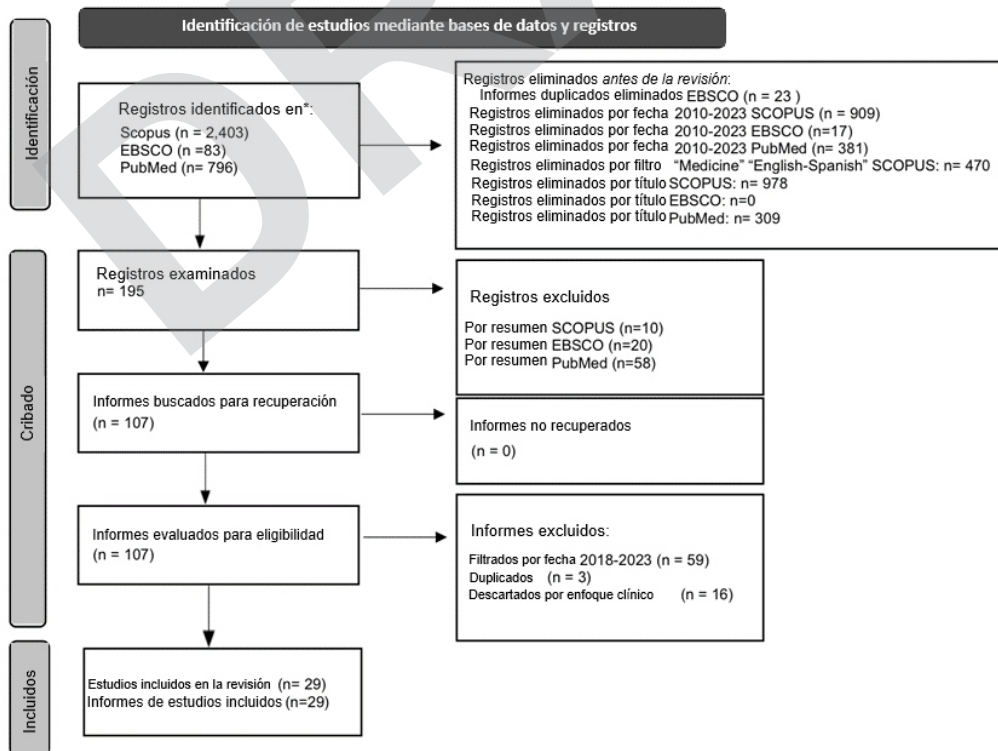 Identificación de estudios mediante bases de datos y registros
Identificación
Registros identificados en*:
Scopus (n = 2,403)
EBSCO (n =83)
PubMed (n = 796)
Registros eliminados antes de la revisión:
Informes duplicados eliminados EBSCO (n = 23 )
Registros eliminados por fecha 2010-2023 SCOPUS (n = 909)
Registros eliminados por fecha 2010-2023 EBSCO (n=17)
Registros eliminados por fecha 2010-2023 PubMed (n= 381)
Registros eliminados por filtro “Medicine” “English-Spanish” SCOPUS: n= 470
Registros eliminados por título SCOPUS: n= 978
Registros eliminados por título EBSCO: n=0
Registros eliminados por título PubMed: n= 309
Cribado
Registros examinados
n= 195
Registros excluidos
Por resumen SCOPUS (n=10)
Por resumen EBSCO (n=20)
Por resumen PubMed (n=58)
Informes buscados para recuperación
(n = 107)
Informes no recuperados
(n = 0)
Informes evaluados para eligibilidad
(n = 107)
Informes excluidos:
Filtrados por fecha 2018-2023 (n = 59)
Duplicados (n = 3)
Descartados por enfoque clínico (n = 16)
Incluidos
Estudios incluidos en la revisión (n= 29)
Informes de estudios incluidos (n=29)